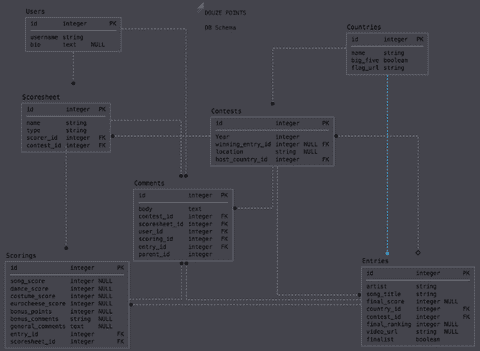 DOUZE POINTS
DB Schema
Users
id integer PK
username string
bio text NULL
Countries
id integer PK
name string
big_five boolean
flag_url string
Scoresheet
id integer PK
name string
type string
scorer_id integer FK
contest_id integer FK
Contests
id integer PK
Year integer
winning_entry_id integer NULL FK
location string NULL
host_country_id integer FK
Comments
id integer PK
body text
contest_id integer FK
scoresheet_id integer FK
user_id integer FK
scoring_id integer FK
entry_id integer FK
parent_id integer
Scorings
id integer PK
song_score integer NULL
dance_score integer NULL
costume_score integer NULL
eurocheese_score integer NULL
bonus_points integer NULL
bonus_comments string NULL
general_comments text NULL
entry_id integer FK
scoresheet_id integer FK
Entries
id integer PK
artist string
song_title string
final_score integer NULL
country_id integer FK
contest_id integer FK
final_ranking integer NULL
video_url string NULL
finalist boolean